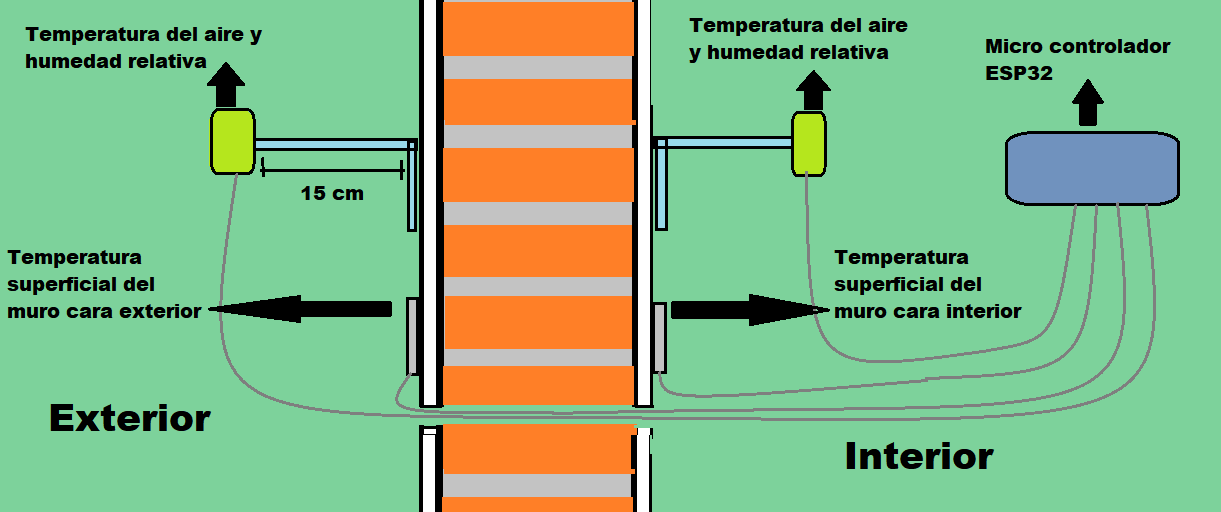 Temperatura del aire y
humedad relativa
Temperatura del aire
y humedad relativa
Micro controlador
ESP32
15 cm
Temperatura
superficial del
muro cara exterior
Temperatura
superficial del
muro cara interior
Exterior
Interior